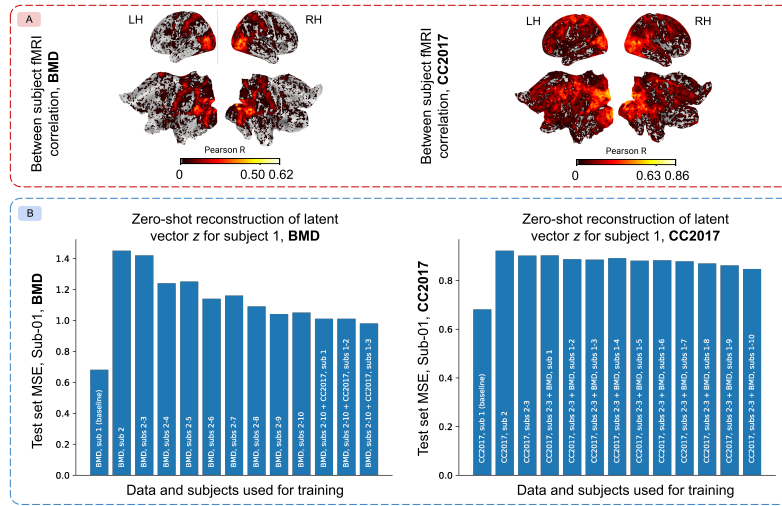 A
LH
RH
Between subject fMRI
correlation, BMD
Pearson R
0
0.50
0.62
LH
RH
Between subject fMRI
correlation, CC2017
Pearson R
0
0.63
0.86
B
Zero-shot reconstruction of latent
vector z for subject 1, BMD
Test set MSE, Sub-01, BMD
1.4
1.2
1.0
0.8
0.6
0.4
0.2
0.0
BMD, sub 1 (baseline)
BMD, sub 2
BMD, subs 2-3
BMD, subs 2-4
BMD, subs 2-5
BMD, subs 2-6
BMD, subs 2-7
BMD, subs 2-8
BMD, subs 2-9
BMD, subs 2-10
BMD, subs 2-10 + CC2017, sub 1
BMD, subs 2-10 + CC2017, subs 1-2
BMD, subs 2-10 + CC2017, subs 1-3
Data and subjects used for training
Zero-shot reconstruction of latent
vector z for subject 1, CC2017
Test set MSE, Sub-01, CC2017
0.8
0.6
0.4
0.2
0.0
CC2017, sub 1 (baseline)
CC2017, sub 2
CC2017, subs 2-3
CC2017, subs 2-3 + BMD, sub 1
CC2017, subs 2-3 + BMD, subs 1-2
CC2017, subs 2-3 + BMD, subs 1-3
CC2017, subs 2-3 + BMD, subs 1-4
CC2017, subs 2-3 + BMD, subs 1-5
CC2017, subs 2-3 + BMD, subs 1-6
CC2017, subs 2-3 + BMD, subs 1-7
CC2017, subs 2-3 + BMD, subs 1-8
CC2017, subs 2-3 + BMD, subs 1-9
CC2017, subs 2-3 + BMD, subs 1-10
Data and subjects used for training